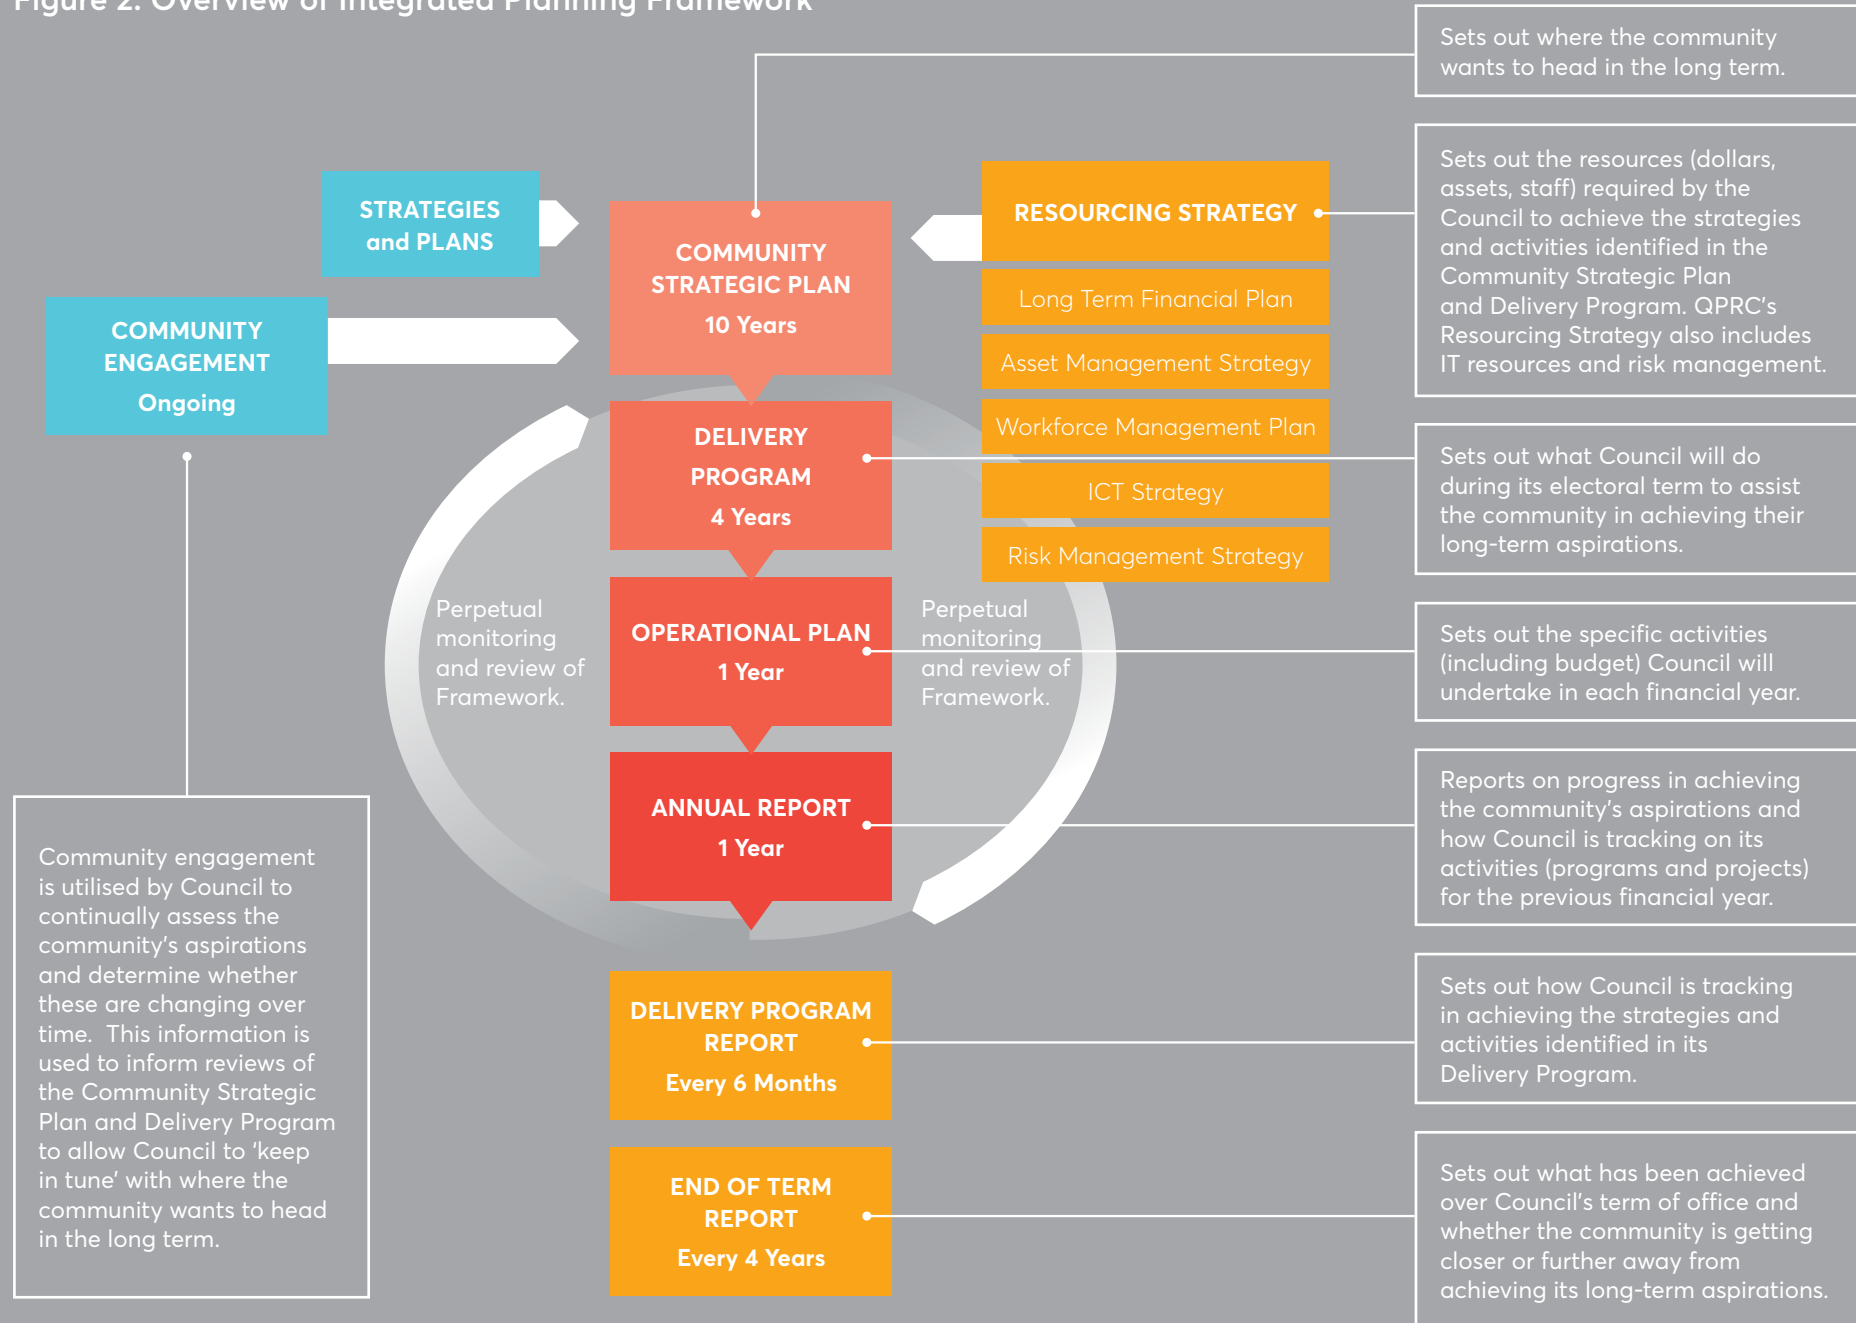 Figure 2: Overview of Integrated Planning Framework
Sets out where the community
wants to head in the long term.
STRATEGIES
and PLANS
COMMUNITY
ENGAGEMENT
Ongoing
COMMUNITY
STRATEGIC PLAN
10 Years
RESOURCING STRATEGY
Long Term Financial Plan
Asset Management Strategy
Workforce Management Plan
ICT Strategy
Risk Management Strategy
Sets out the resources (dollars,
assets, staff) required by the
Council to achieve the strategies
and activities identified in the
Community Strategic Plan
and Delivery Program. QPRC's
Resourcing Strategy also includes
IT resources and risk management.
DELIVERY
PROGRAM
4 Years
Sets out what Council will do
during its electoral term to assist
the community in achieving their
long-term aspirations.
Perpetual
monitoring
and review of
Framework.
OPERATIONAL PLAN
1 Year
Perpetual
monitoring
and review of
Framework.
Sets out the specific activities
(including budget) Council will
undertake in each financial year.
ANNUAL REPORT
1 Year
Reports on progress in achieving
the community's aspirations and
how Council is tracking on its
activities (programs and projects)
for the previous financial year.
Community engagement
is utilised by Council to
continually assess the
community's aspirations
and determine whether
these are changing over
time. This information is
used to inform reviews of
the Community Strategic
Plan and Delivery Program
to allow Council to ‘keep
in tune’ with where the
community wants to head
in the long term.
DELIVERY PROGRAM
REPORT
Every 6 Months
Sets out how Council is tracking
in achieving the strategies and
activities identified in its
Delivery Program.
END OF TERM
REPORT
Every 4 Years
Sets out what has been achieved
over Council's term of office and
whether the community is getting
closer or further away from
achieving its long-term aspirations.